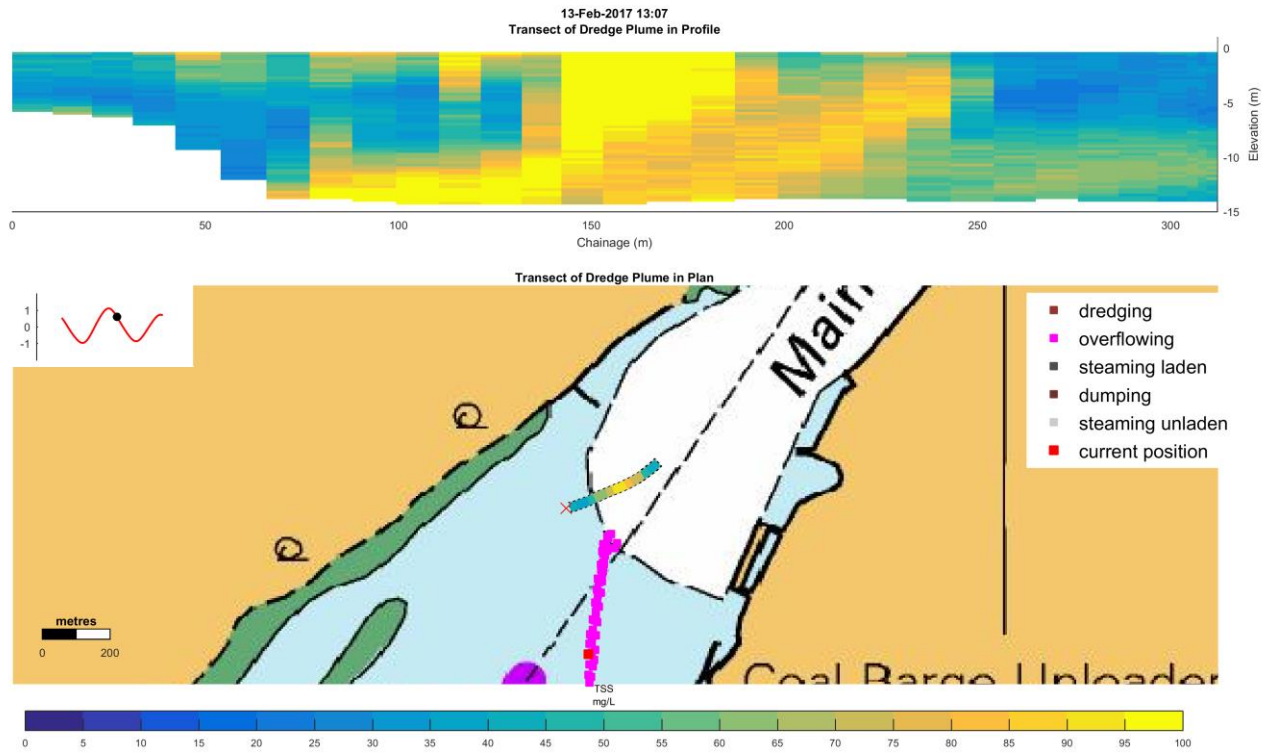 13-Feb-2017 13:07
Transect of Dredge Plume in Profile
0
-5
-10
-15
Elevation (m)
0 50 100 150 200 250 300
Chainage (m)
Transect of Dredge Plume in Plan
1
0
-1
Main
dredging
overflowing
steaming laden
dumping
steaming unladen
current position
metres
0 200
Coal Barge Unloader
TSS
mg/L
0 5 10 15 20 25 30 35 40 45 50 55 60 65 70 75 80 85 90 95 100